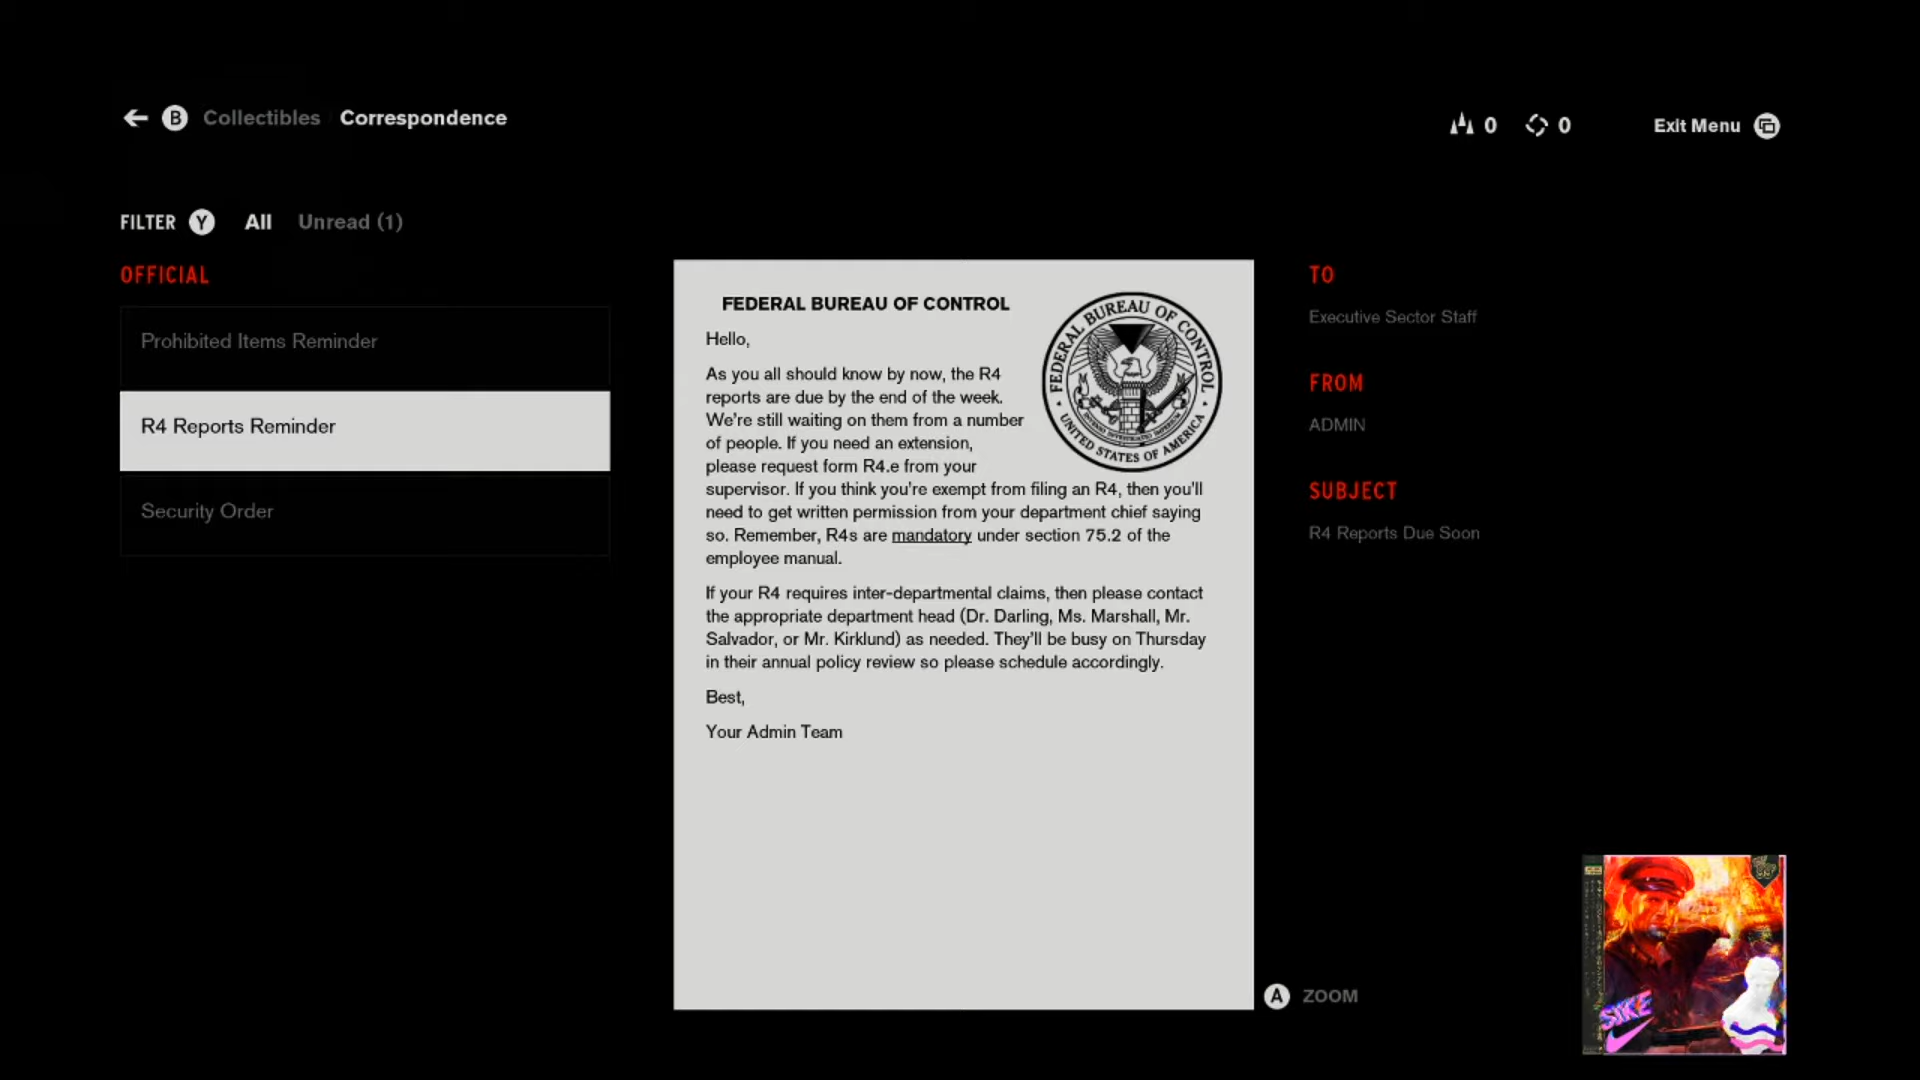 B Collectibles Correspondence
0 0 Exit Menu
FILTER Y All Unread (1)
OFFICIAL
Prohibited Items Reminder
R4 Reports Reminder
Security Order
FEDERAL BUREAU OF CONTROL
Hello,
As you all should know by now, the R4
reports are due by the end of the week.
We're still waiting on them from a number
of people. If you need an extension,
please request form R4.e from your
supervisor. If you think you're exempt from filing an R4, then you'll
need to get written permission from your department chief saying
so. Remember, R4s are mandatory under section 75.2 of the
employee manual.
If your R4 requires inter-departmental claims, then please contact
the appropriate department head (Dr. Darling, Ms. Marshall, Mr.
Salvador, or Mr. Kirklund) as needed. They'll be busy on Thursday
in their annual policy review so please schedule accordingly.
Best,
Your Admin Team
FEDERAL BUREAU OF CONTROL
UNITED STATES OF AMERICA
TO
Executive Sector Staff
FROM
ADMIN
SUBJECT
R4 Reports Due Soon
A ZOOM
SIKE